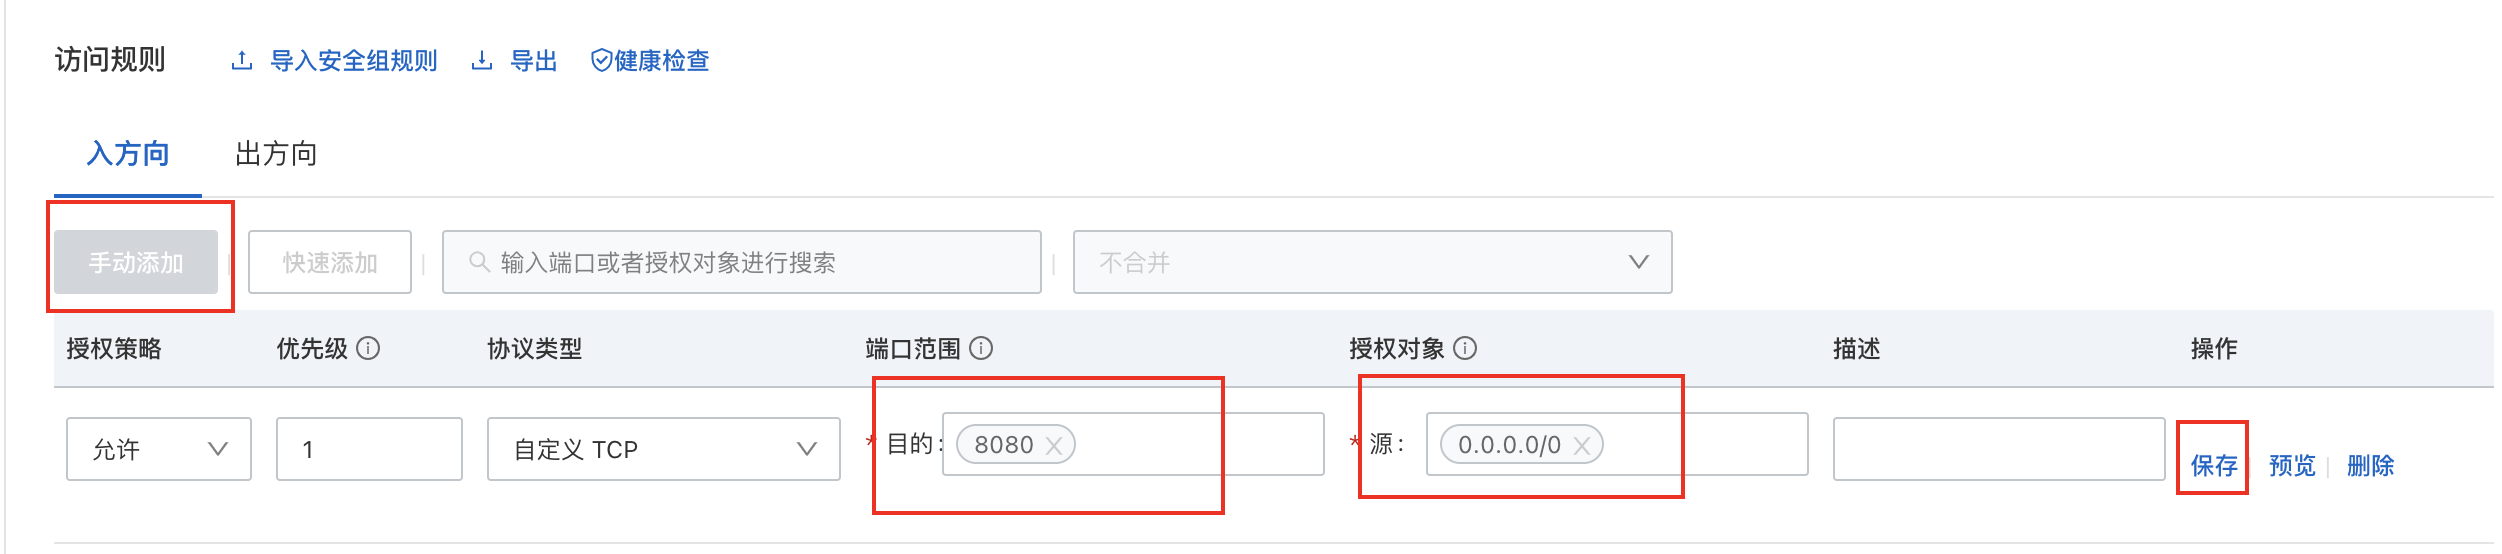 访问规则 导入安全组规则 导出 健康检查
入方向 出方向
手动添加 快速添加 输入端口或者授权对象进行搜索 不合并
授权策略 优先级 协议类型 端口范围 授权对象 描述 操作
允许 1 自定义 TCP * 目的: 8080 X * 源: 0.0.0.0/0 X 保存 预览 删除